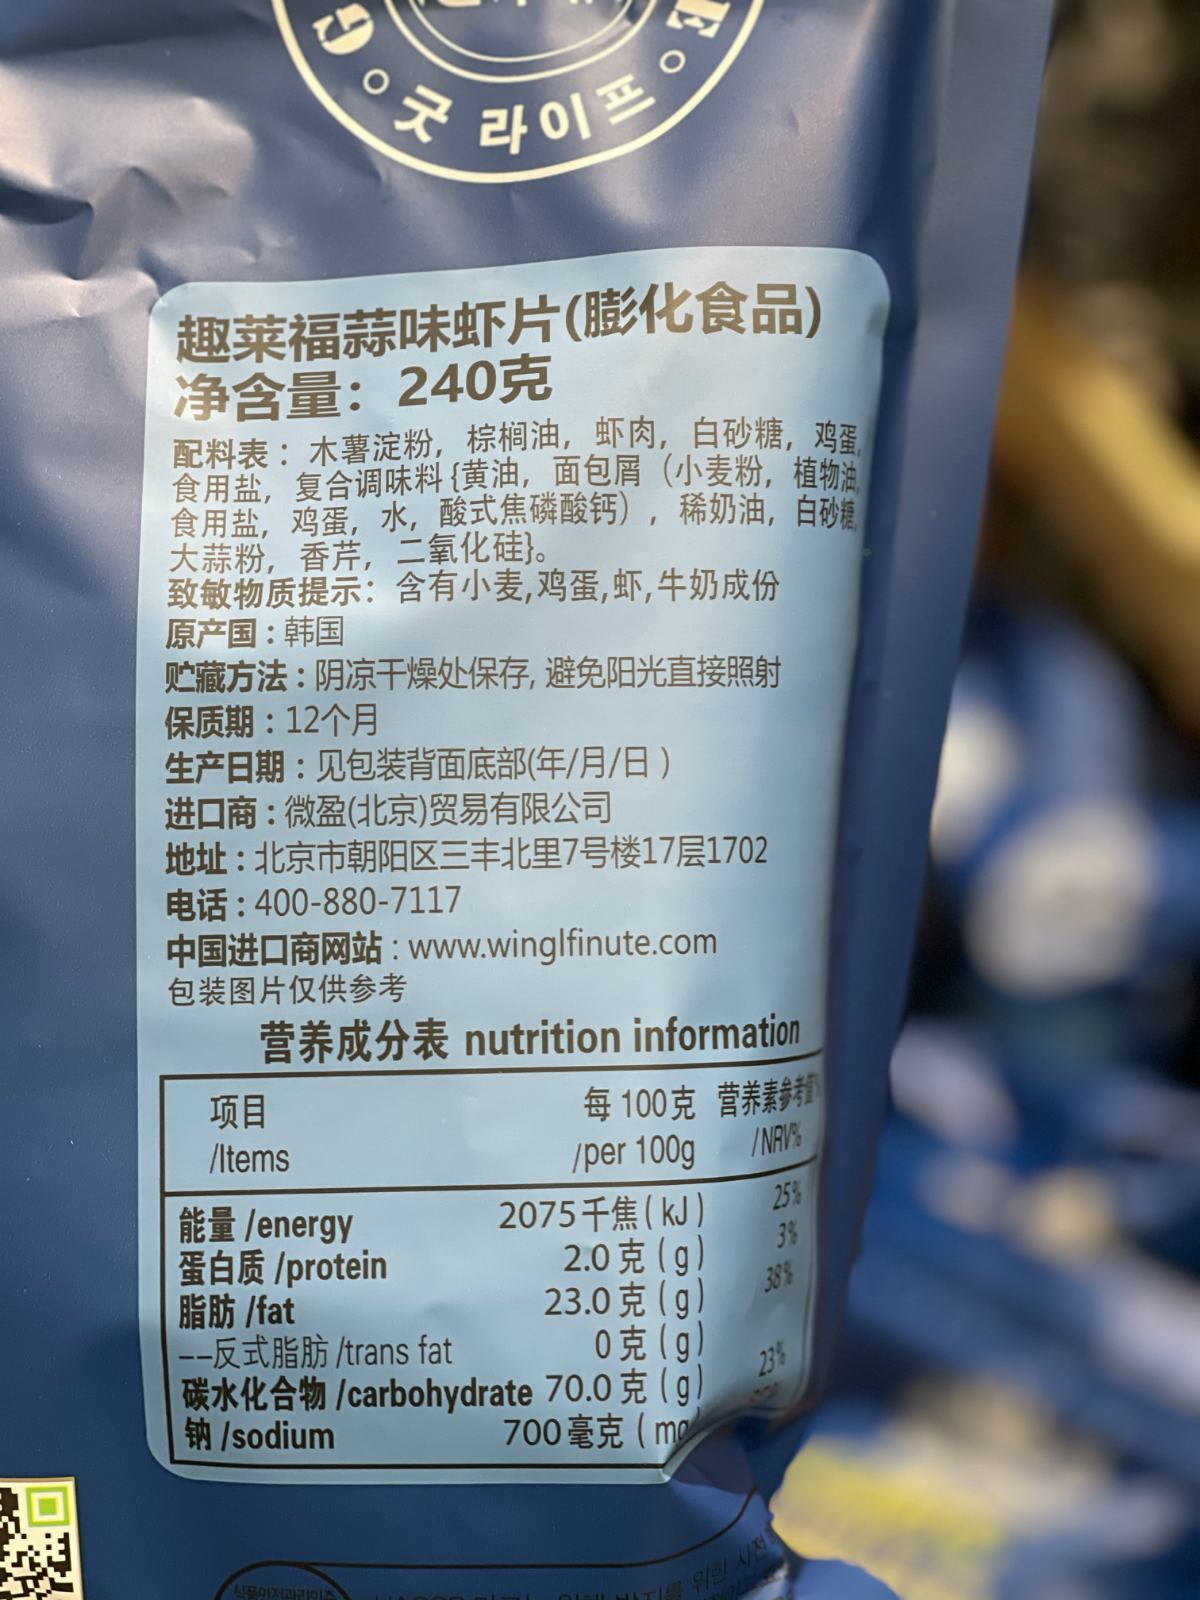 굿 라이프
趣莱福蒜味虾片(膨化食品)
净含量：240克
配料表：木薯淀粉，棕榈油，虾肉，白砂糖，鸡蛋，
食用盐，复合调味料{黄油，面包屑（小麦粉，植物油，
食用盐，鸡蛋，水，酸式焦磷酸钙），稀奶油，白砂糖，
大蒜粉，香芹，二氧化硅}。
致敏物质提示：含有小麦,鸡蛋,虾,牛奶成份
原产国：韩国
贮藏方法：阴凉干燥处保存, 避免阳光直接照射
保质期：12个月
生产日期：见包装背面底部(年/月/日 )
进口商：微盈(北京)贸易有限公司
地址：北京市朝阳区三丰北里7号楼17层1702
电话：400-880-7117
中国进口商网站：www.winglfinute.com
包装图片仅供参考
营养成分表 nutrition information
项目 每 100克 营养素参考值%
/Items /per 100g /NRV%
能量 /energy 2075千焦( kJ ) 25%
蛋白质 /protein 2.0 克 ( g ) 3%
脂肪 /fat 23.0 克 ( g ) 38%
--反式脂肪 /trans fat 0 克 ( g )
碳水化合物 /carbohydrate 70.0 克 ( g ) 23%
钠 /sodium 700毫克 ( mg